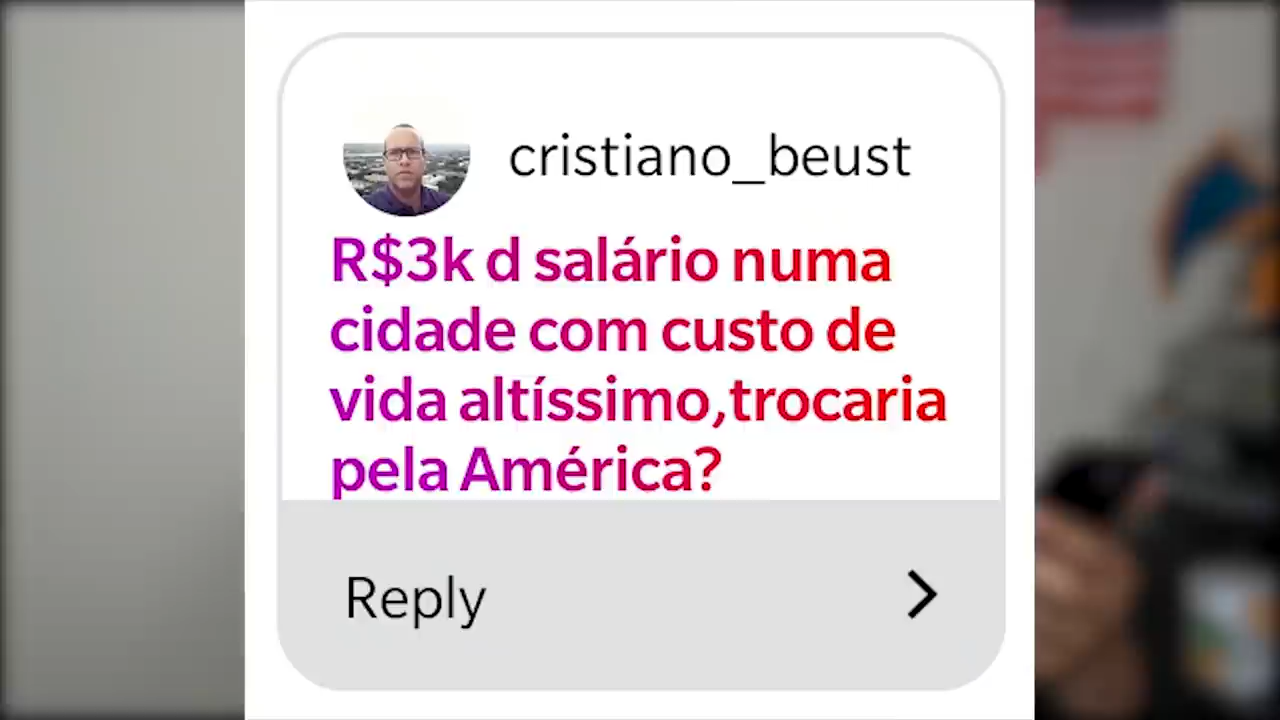 cristiano_beust
R$3k d salário numa
cidade com custo de
vida altíssimo,trocaria
pela América?
Reply